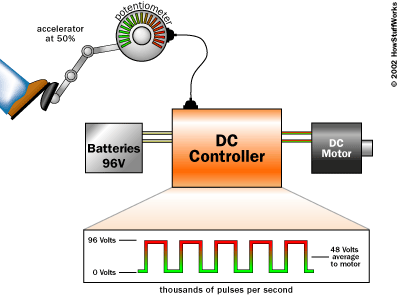 potentiometer
accelerator
at 50%
© 2002 HowStuffWorks
Batteries
96V
DC
Controller
DC
Motor
96 Volts
0 Volts
48 Volts
average
to motor
thousands of pulses per second